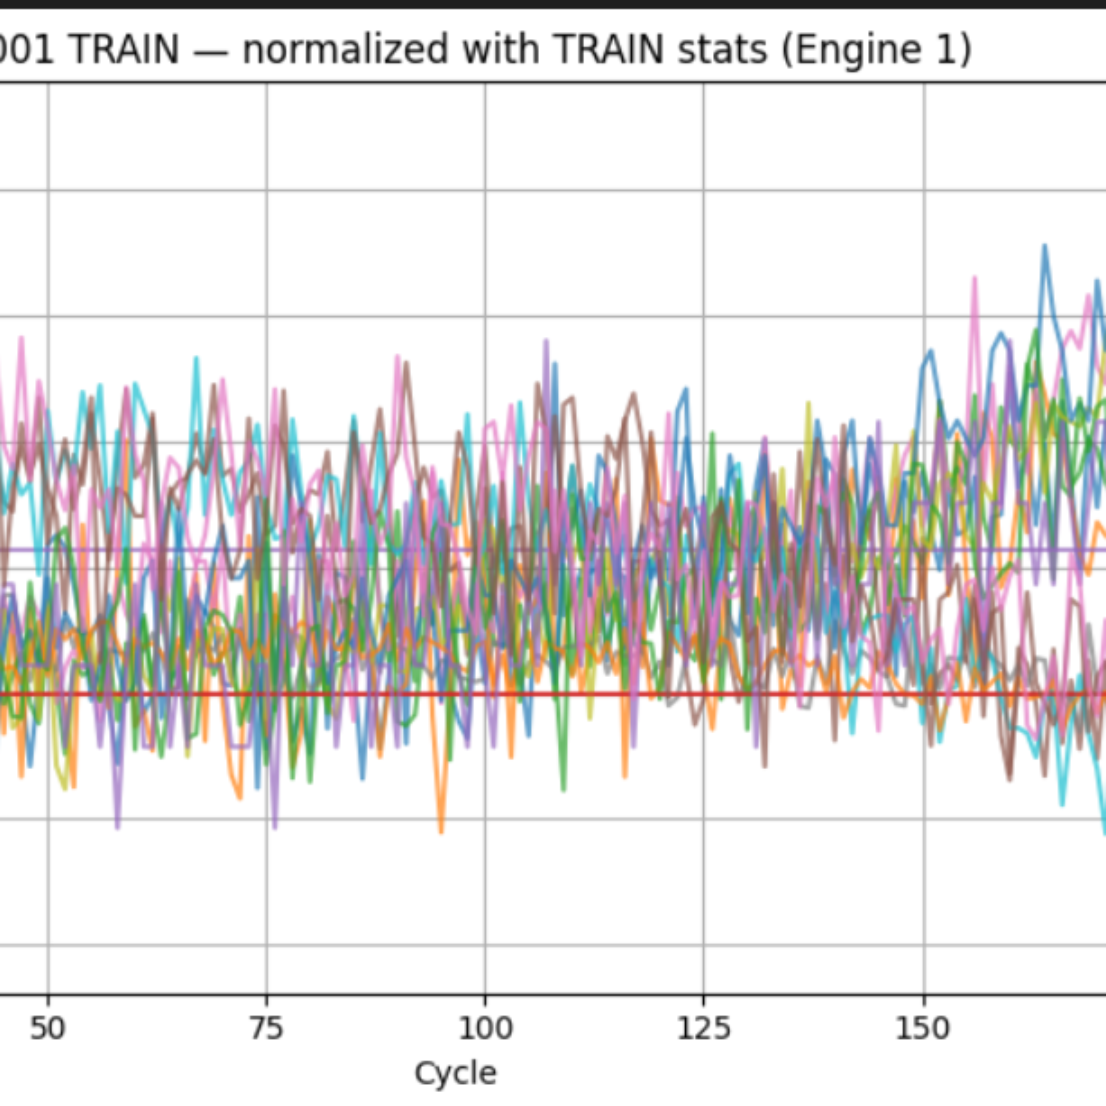 001 TRAIN — normalized with TRAIN stats (Engine 1)
50 75 100 125 150
Cycle